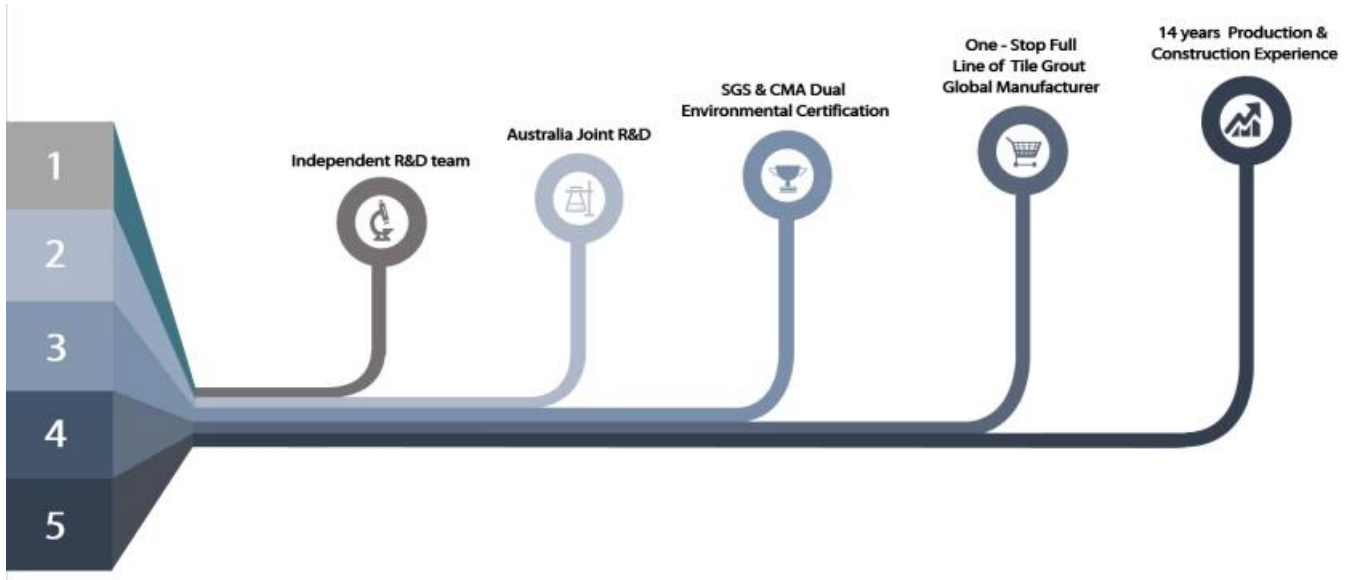 1
2
3
4
5
Independent R&D team
Australia Joint R&D
SGS & CMA Dual
Environmental Certification
One - Stop Full
Line of Tile Grout
Global Manufacturer
14 years Production &
Construction Experience